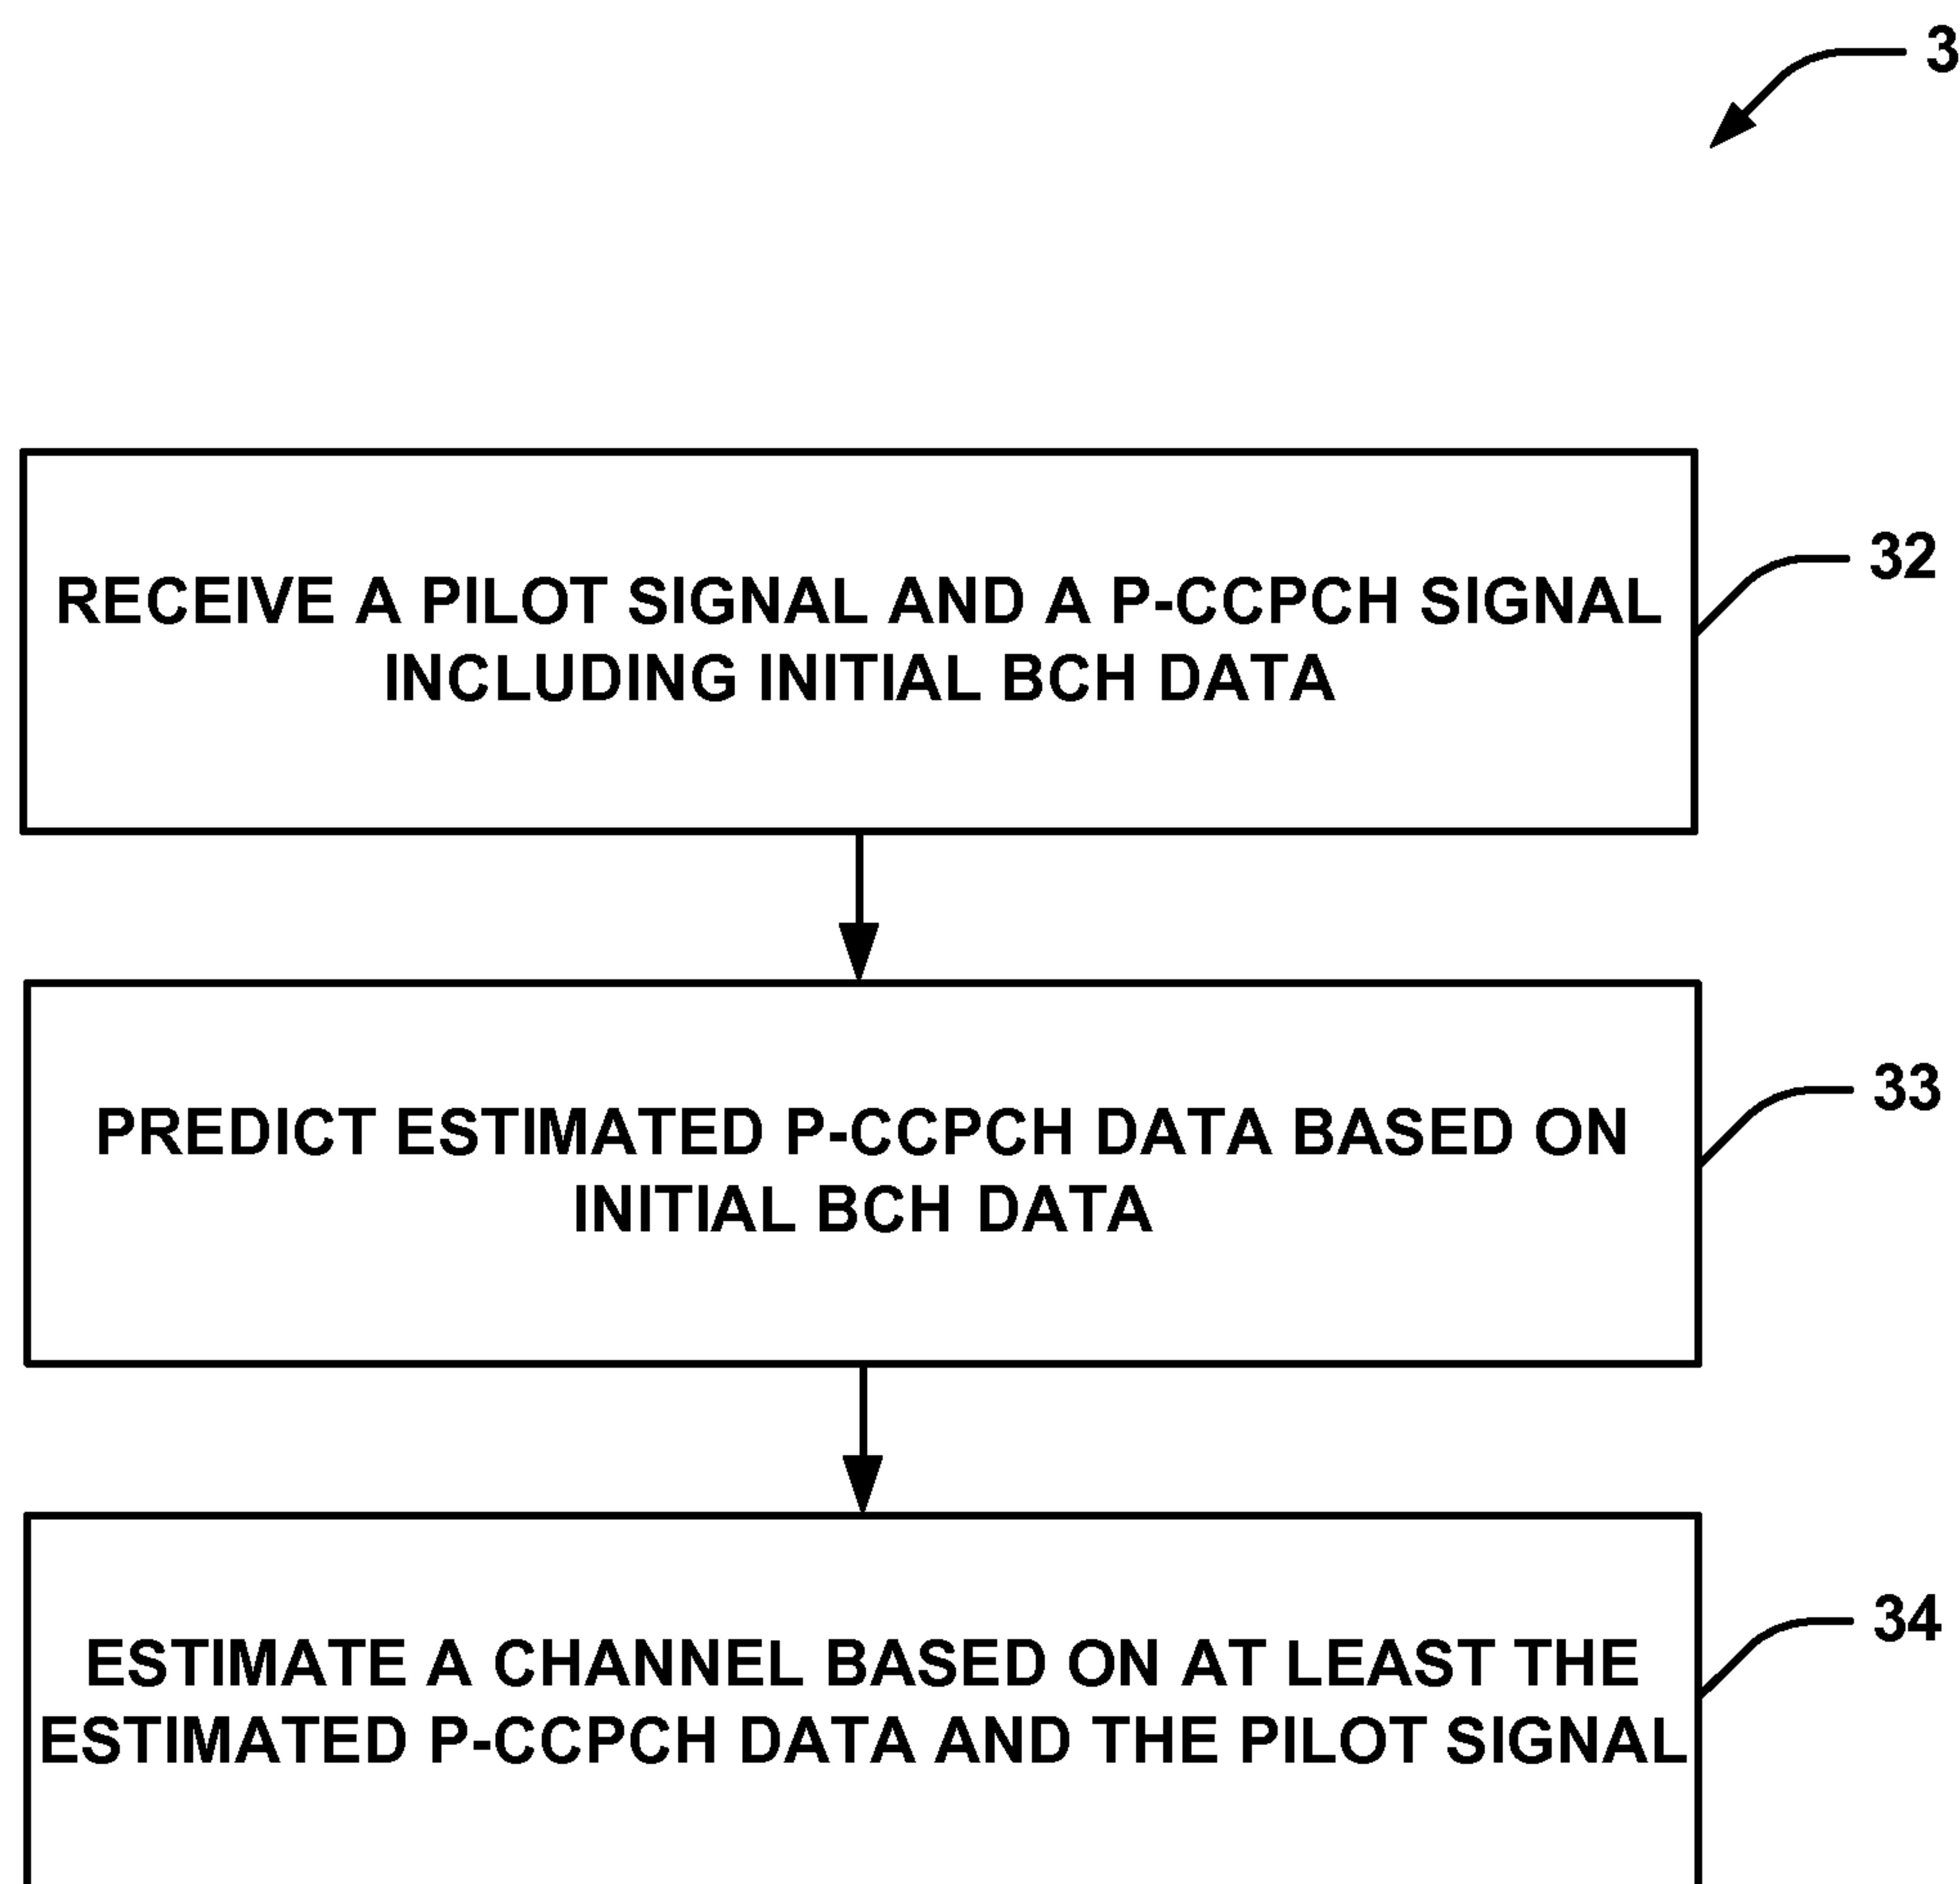 3
RECEIVE A PILOT SIGNAL AND A P-CCPCH SIGNAL
INCLUDING INITIAL BCH DATA
32
PREDICT ESTIMATED P-CCPCH DATA BASED ON
INITIAL BCH DATA
33
ESTIMATE A CHANNEL BASED ON AT LEAST THE
ESTIMATED P-CCPCH DATA AND THE PILOT SIGNAL
34